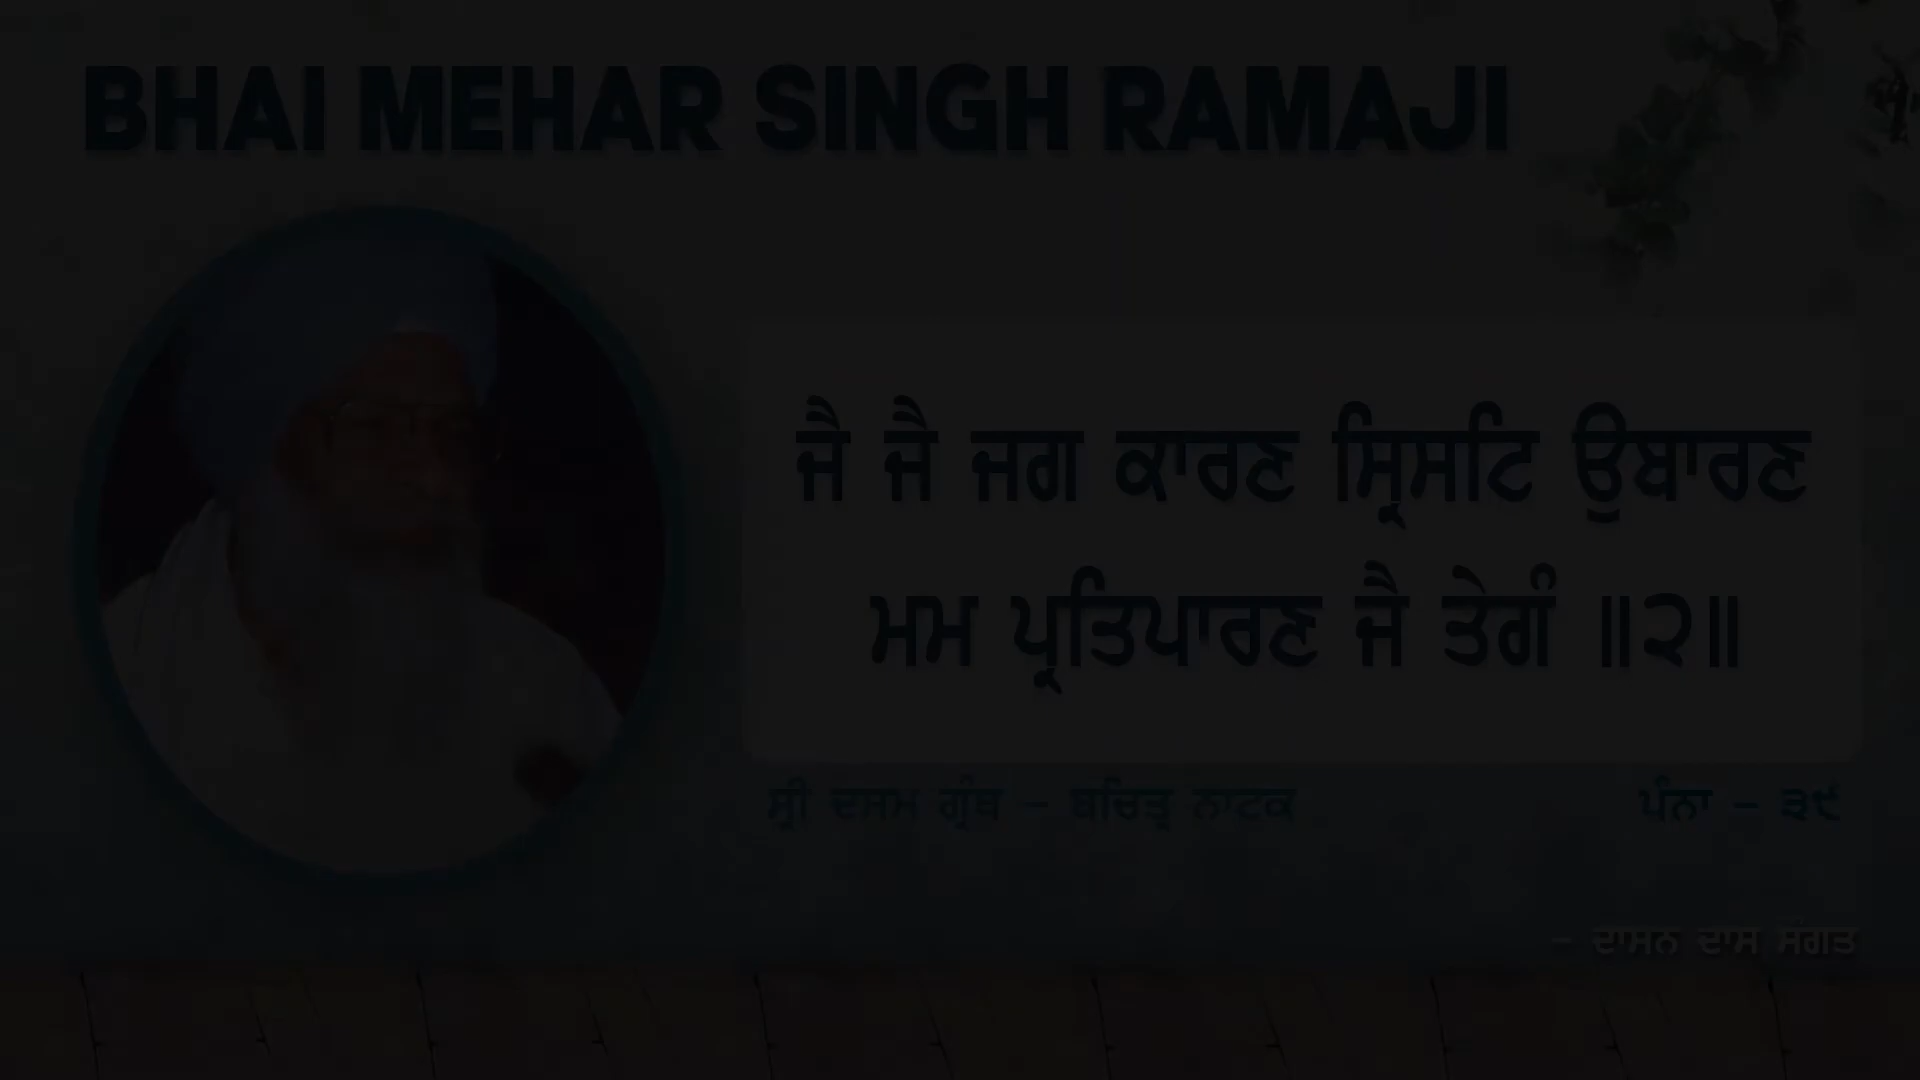 BHAI MEHAR SINGH RAMAJI
ਜੈ ਜੈ ਜਗ ਕਾਰਣ ਸ੍ਰਿਸਟਿ ਉਬਾਰਣ
ਮਮ ਪ੍ਰਤਿਪਾਰਣ ਜੈ ਤੇਗੰ ॥੨॥
ਸ੍ਰੀ ਦਸਮ ਗ੍ਰੰਥ - ਬਚਿਤ੍ਰ ਨਾਟਕ ਪੰਨਾ - ੩੯
- ਦਾਸਨ ਦਾਸ ਸੰਗਤ